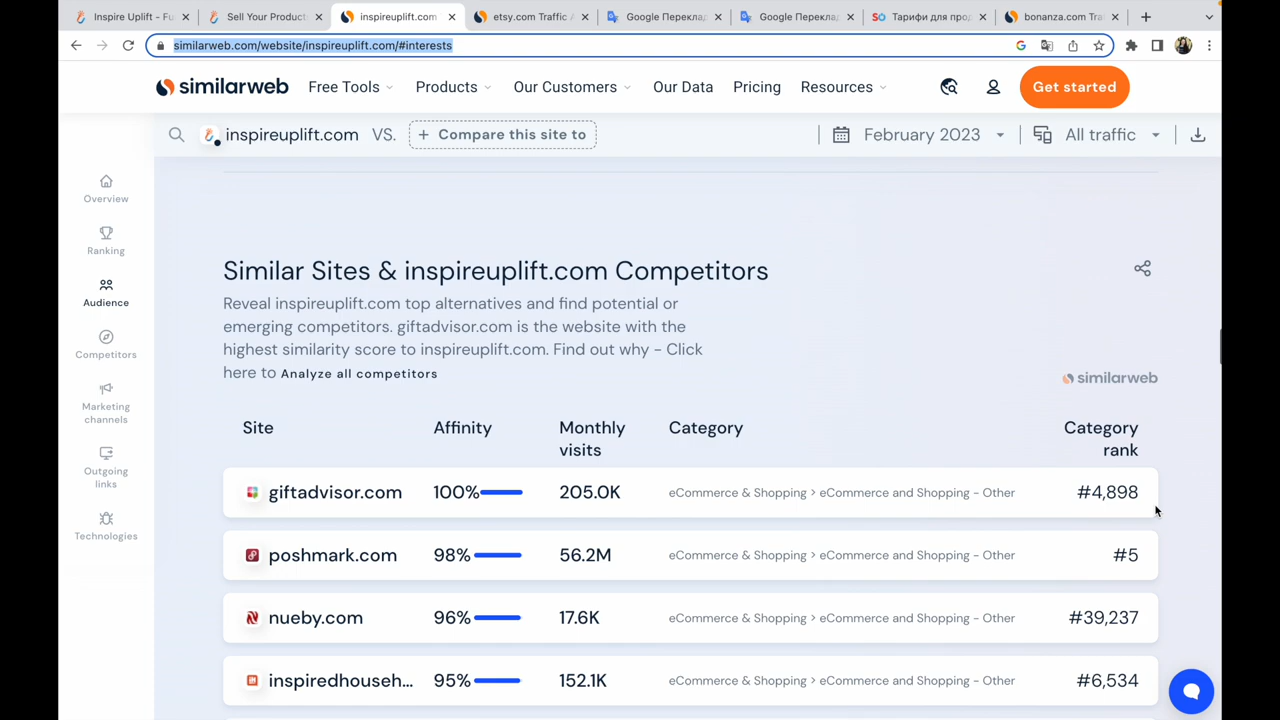 Inspire Uplift - Fu
Sell Your Product
inspireuplift.com
etsy.com Traffic A
Google Переклад
Google Переклад
Тарифи для про
bonanza.com Tra
similarweb.com/website/inspireuplift.com/#interests
similarweb
Free Tools
Products
Our Customers
Our Data
Pricing
Resources
Get started
inspireuplift.com VS. + Compare this site to
February 2023
All traffic
Overview
Ranking
Audience
Competitors
Marketing
channels
Outgoing
links
Technologies
Similar Sites & inspireuplift.com Competitors
Reveal inspireuplift.com top alternatives and find potential or
emerging competitors. giftadvisor.com is the website with the
highest similarity score to inspireuplift.com. Find out why - Click
here to Analyze all competitors
similarweb
Site Affinity Monthly visits Category Category rank
giftadvisor.com 100% 205.0K eCommerce & Shopping > eCommerce and Shopping - Other #4,898
poshmark.com 98% 56.2M eCommerce & Shopping > eCommerce and Shopping - Other #5
nueby.com 96% 17.6K eCommerce & Shopping > eCommerce and Shopping - Other #39,237
inspiredhouseh... 95% 152.1K eCommerce & Shopping > eCommerce and Shopping - Other #6,534